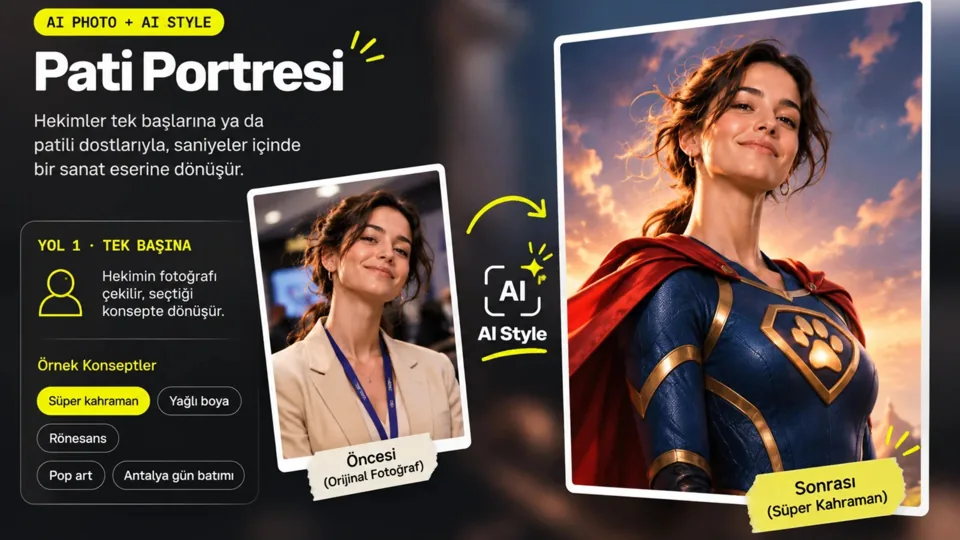 AI PHOTO + AI STYLE
Pati Portresi
Hekimler tek başlarına ya da
patili dostlarıyla, saniyeler içinde
bir sanat eserine dönüşür.
YOL 1 · TEK BAŞINA
Hekimin fotoğrafı
çekilir, seçtiği
konsepte dönüşür.
Örnek Konseptler
Süper kahraman
Yağlı boya
Rönesans
Pop art
Antalya gün batımı
Öncesi
(Orijinal Fotoğraf)
AI
AI Style
Sonrası
(Süper Kahraman)